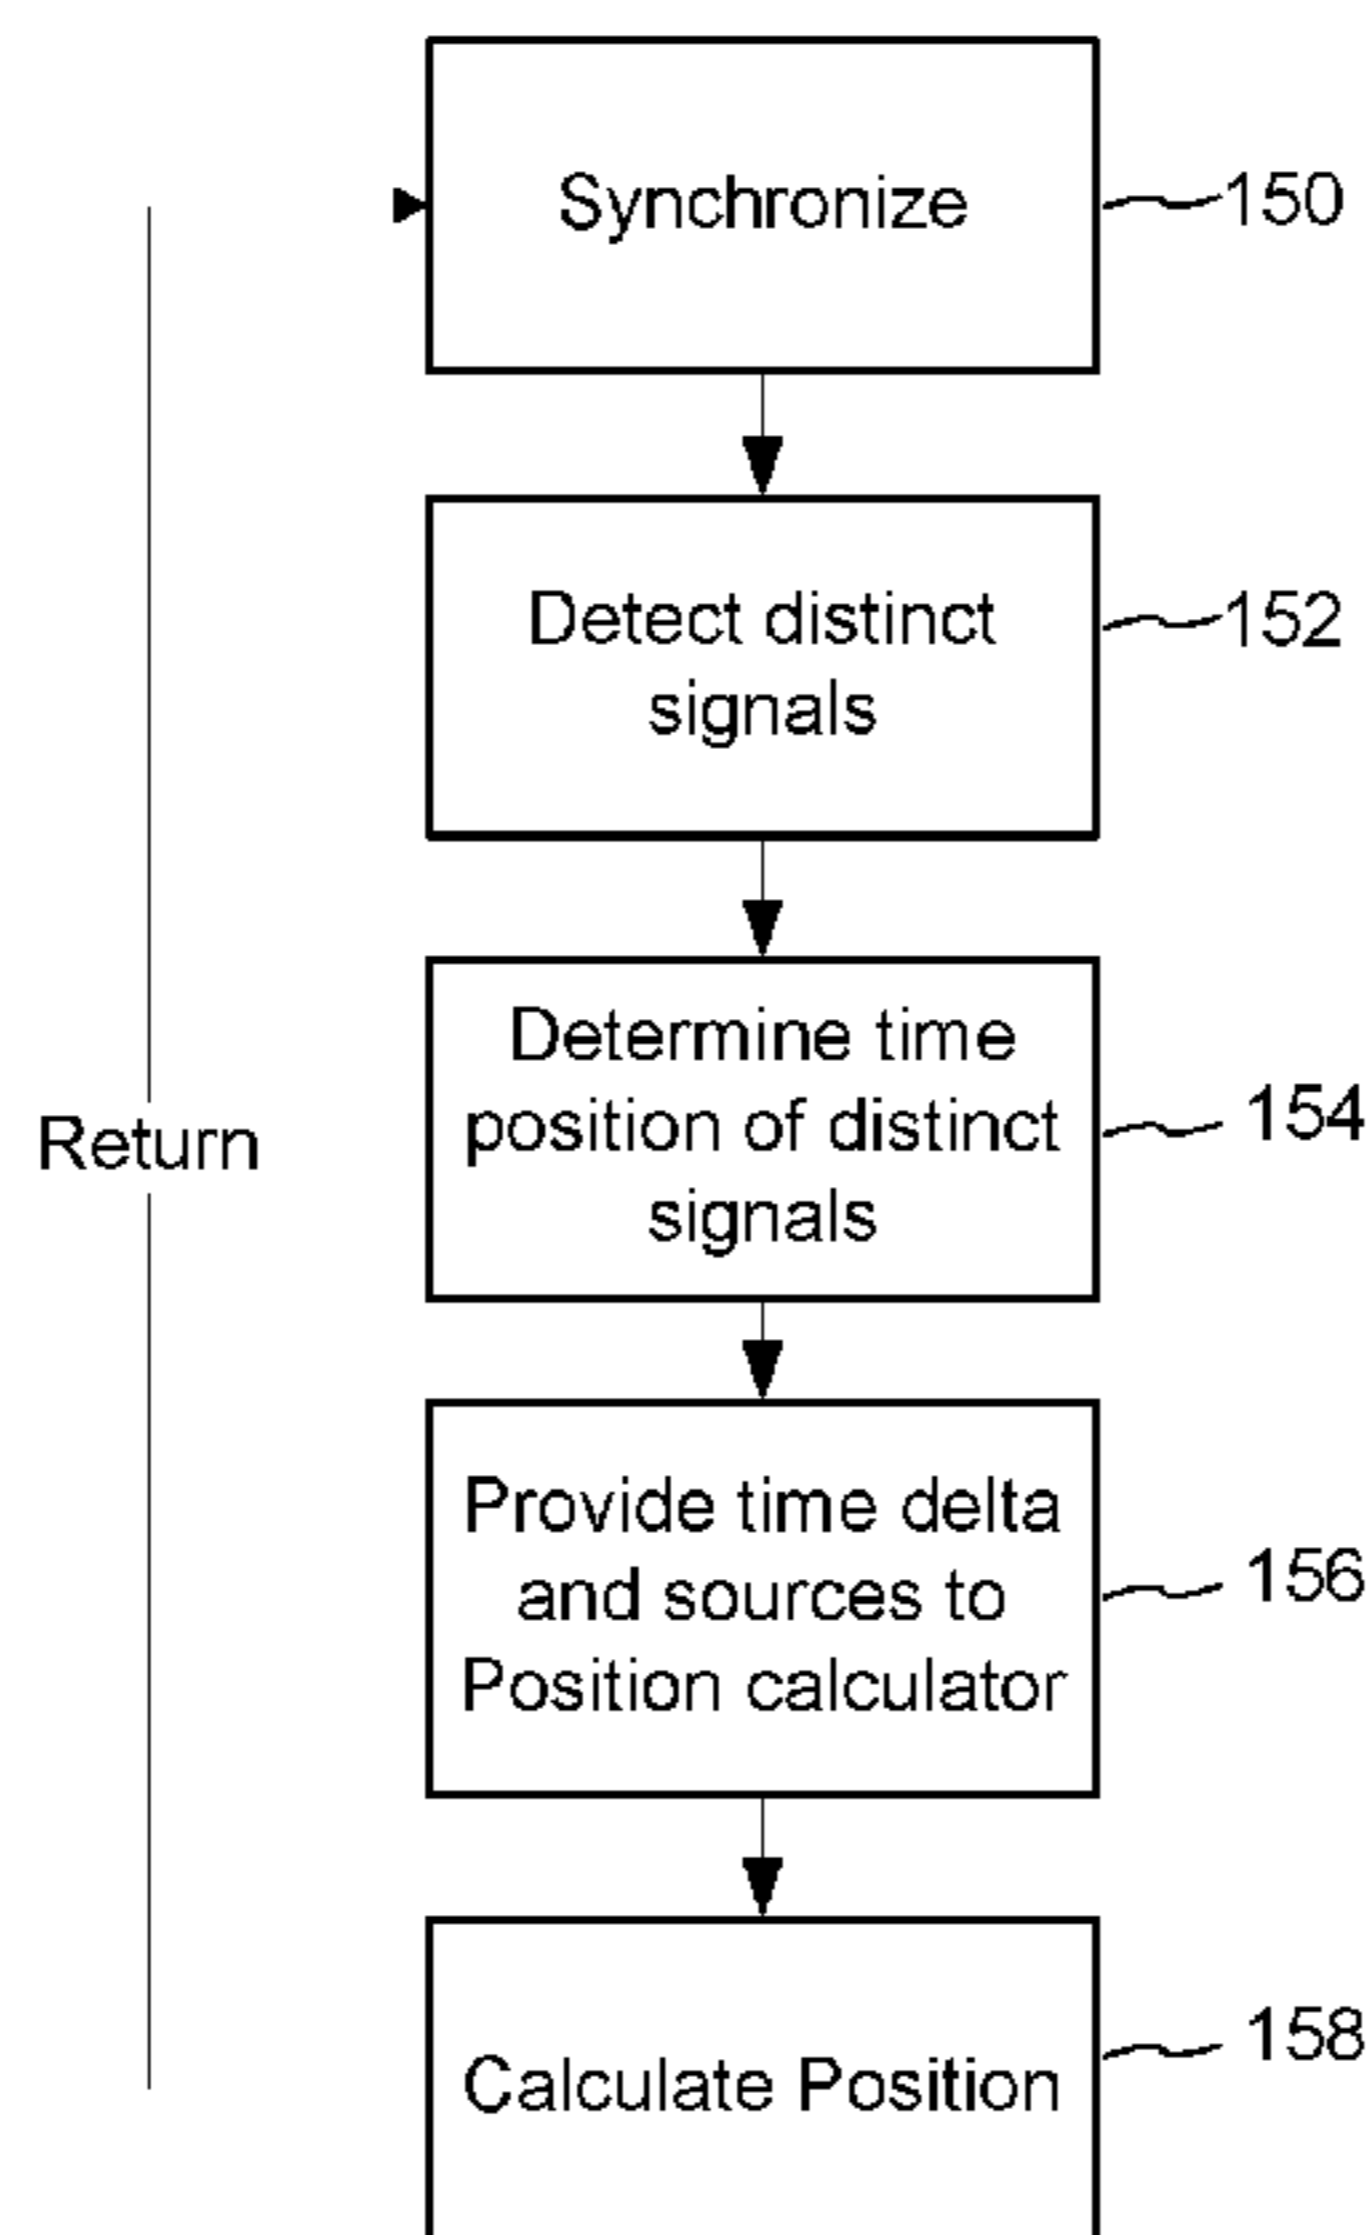 Synchronize
150
Detect distinct
signals
152
Determine time
position of distinct
signals
154
Return
Provide time delta
and sources to
Position calculator
156
Calculate Position
158